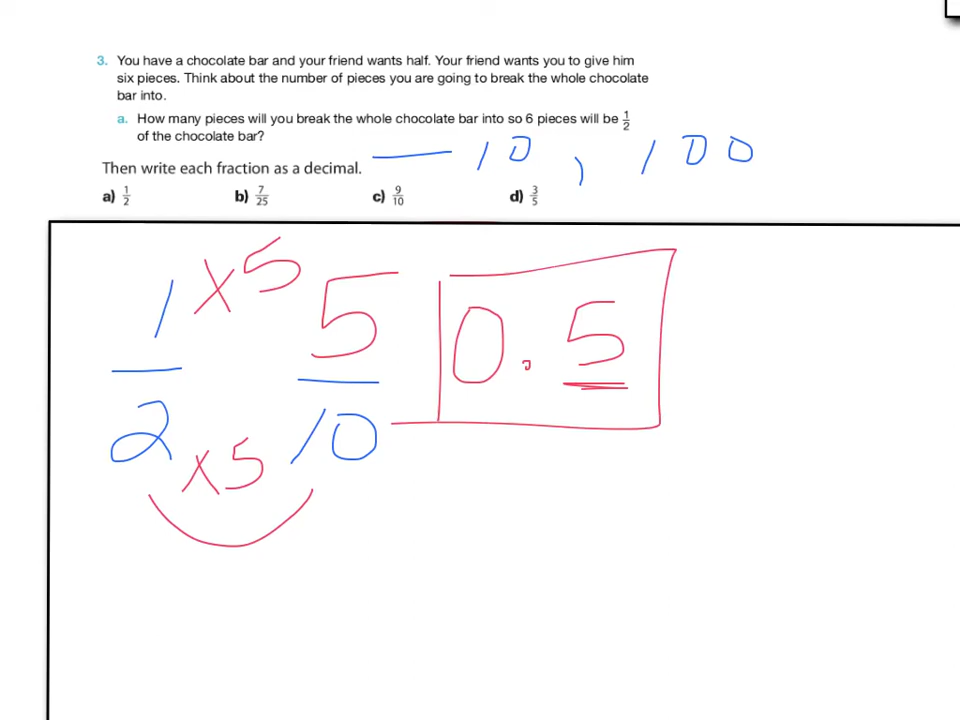 3. You have a chocolate bar and your friend wants half. Your friend wants you to give him
six pieces. Think about the number of pieces you are going to break the whole chocolate
bar into.
a. How many pieces will you break the whole chocolate bar into so 6 pieces will be 1/2
of the chocolate bar?
Then write each fraction as a decimal. — 10, 100
a) 1/2 b) 7/25 c) 9/10 d) 3/5
1 x5 5
2 x5 10
0.5